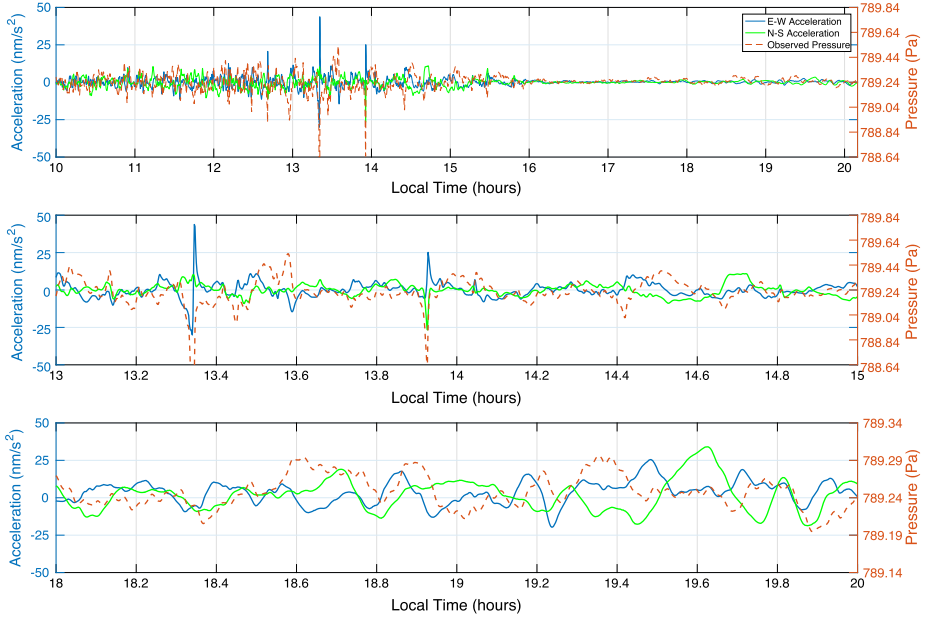 50
25
0
-25
-50
Acceleration (nm/s2)
789.84
789.64
789.44
789.24
789.04
788.84
788.64
Pressure (Pa)
E-W Acceleration
N-S Acceleration
Observed Pressure
10 11 12 13 14 15 16 17 18 19 20
Local Time (hours)
50
25
0
-25
-50
Acceleration (nm/s2)
789.84
789.64
789.44
789.24
789.04
788.84
788.64
Pressure (Pa)
13 13.2 13.4 13.6 13.8 14 14.2 14.4 14.6 14.8 15
Local Time (hours)
50
25
0
-25
-50
Acceleration (nm/s2)
789.34
789.29
789.24
789.19
789.14
Pressure (Pa)
18 18.2 18.4 18.6 18.8 19 19.2 19.4 19.6 19.8 20
Local Time (hours)